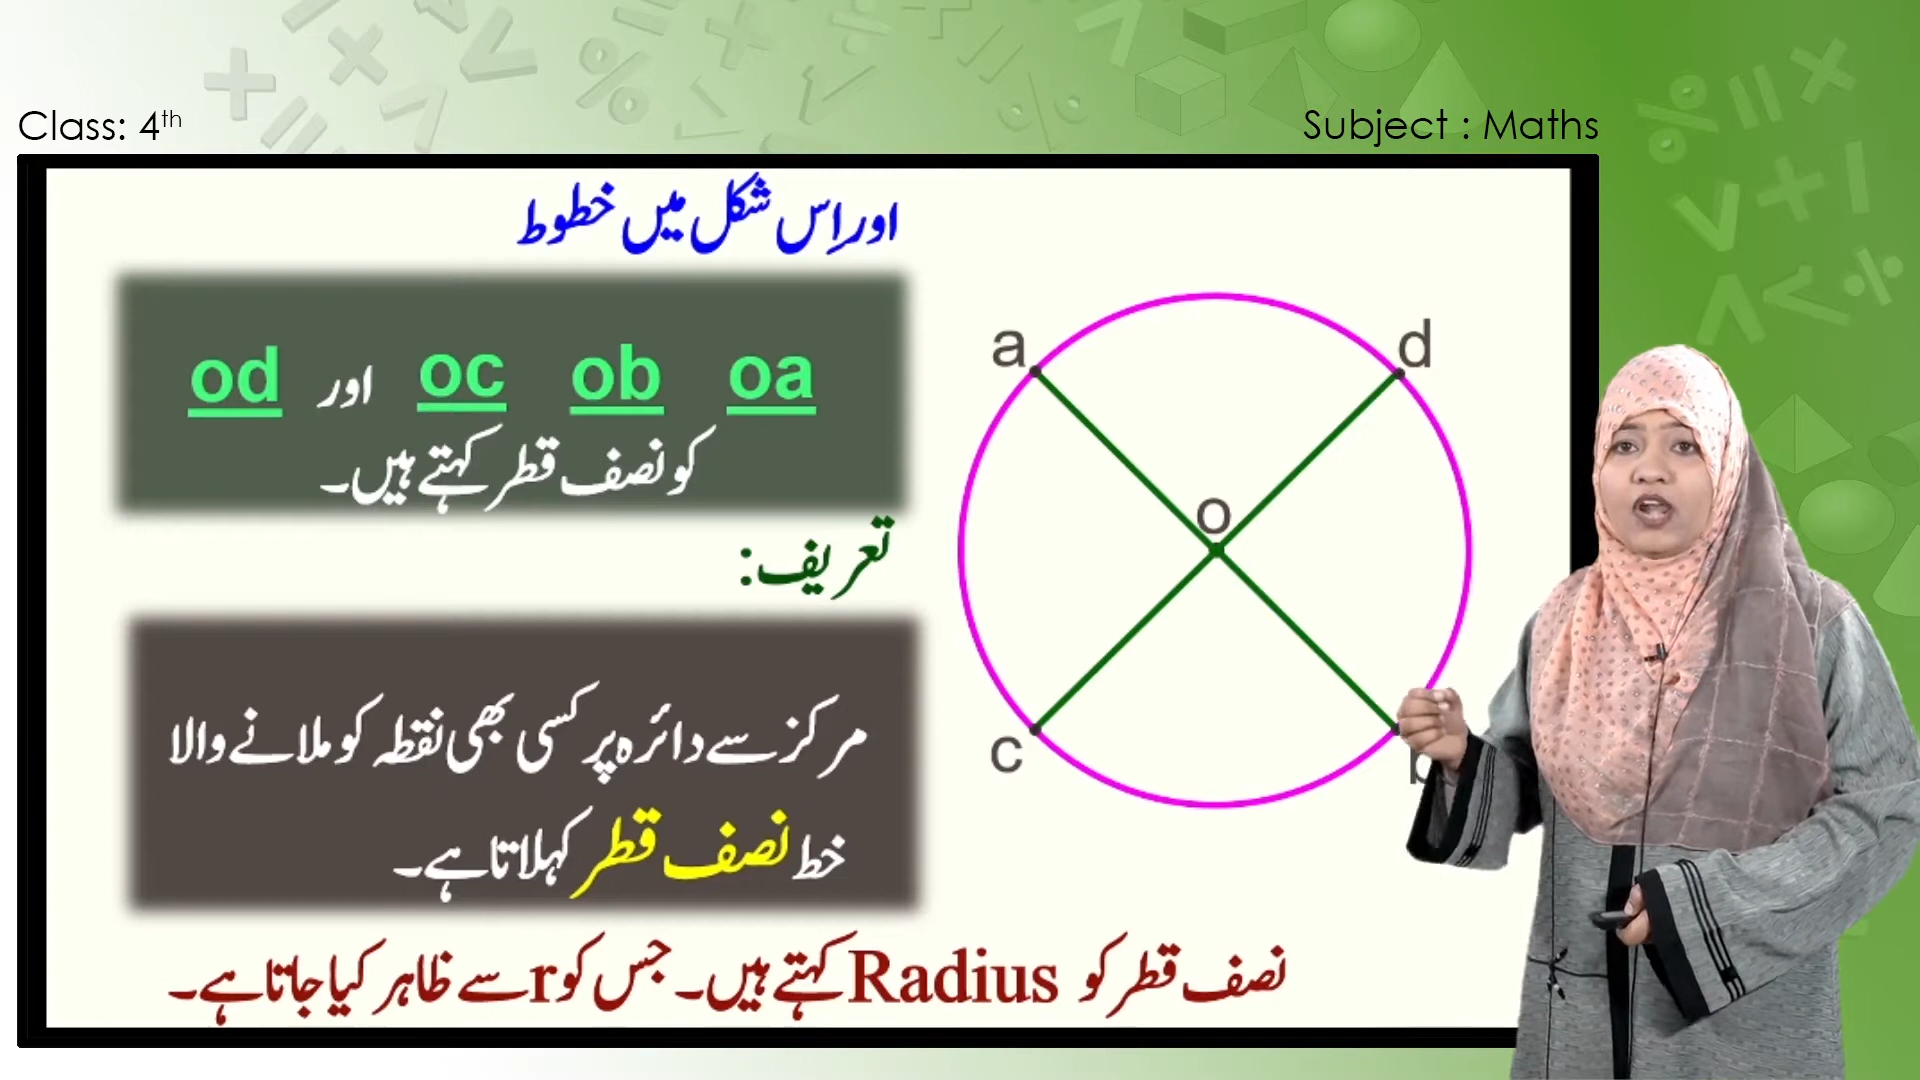 Class: 4th
Subject : Maths
اور اِس شکل میں خطوط
oa ob oc اور od
کو نصف قطر کہتے ہیں۔
تعریف:
مرکز سے دائرہ پر کسی بھی نقطہ کو ملانے والا
خط نصف قطر کہلاتا ہے۔
نصف قطر کو Radius کہتے ہیں۔ جس کو r سے ظاہر کیا جاتا ہے۔
a
d
o
c
b